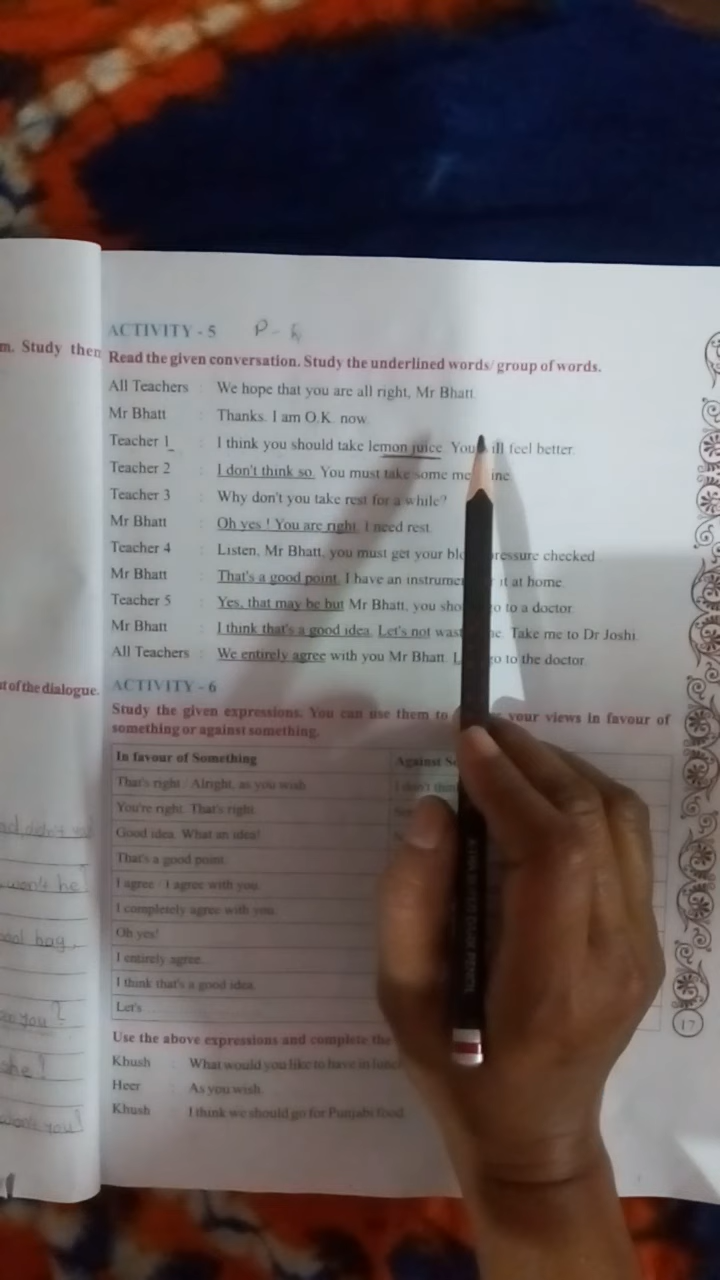 ACTIVITY - 5 P -
m. Study then Read the given conversation. Study the underlined words/ group of words.
All Teachers : We hope that you are all right, Mr Bhatt.
Mr Bhatt : Thanks. I am O.K. now.
Teacher 1 : I think you should take lemon juice. You ill feel better.
Teacher 2 : I don't think so. You must take some me ine
Teacher 3 : Why don't you take rest for a while?
Mr Bhatt : Oh yes ! You are right. I need rest.
Teacher 4 : Listen, Mr Bhatt, you must get your blo ressure checked
Mr Bhatt : That's a good point. I have an instrume it at home.
Teacher 5 : Yes, that may be but Mr Bhatt, you sho o to a doctor.
Mr Bhatt : I think that's a good idea. Let's not was e. Take me to Dr Joshi.
All Teachers : We entirely agree with you Mr Bhatt. L o to the doctor.
t of the dialogue. ACTIVITY - 6
Study the given expressions. You can use them to your views in favour of
something or against something.
In favour of Something Against So
That's right / Alright, as you wish. I don't thin
You're right. That's right.
Good idea. What an idea!
That's a good point.
I agree / I agree with you.
I completely agree with you.
Oh yes!
I entirely agree.
I think that's a good idea.
Let's
Use the above expressions and complete the
Khush : What would you like to have in lunc
Heer : As you wish.
Khush : I think we should go for Punjabi food.
17
won't he?
bag,
you?
she!
you!